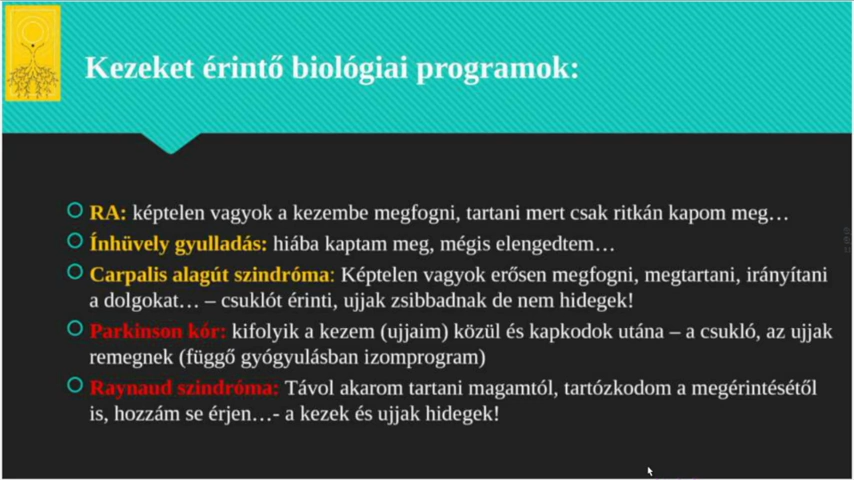 Kezeket érintő biológiai programok:
RA: képtelen vagyok a kezembe megfogni, tartani mert csak ritkán kapom meg…
Ínhüvely gyulladás: hiába kaptam meg, mégis elengedtem…
Carpalis alagút szindróma: Képtelen vagyok erősen megfogni, megtartani, irányítani
a dolgokat… – csuklót érinti, ujjak zsibbadnak de nem hidegek!
Parkinson kór: kifolyik a kezem (ujjaim) közül és kapkodok utána – a csukló, az ujjak
remegnek (függő gyógyulásban izomprogram)
Raynaud szindróma: Távol akarom tartani magamtól, tartózkodom a megérintésétől
is, hozzám se érjen…- a kezek és ujjak hidegek!